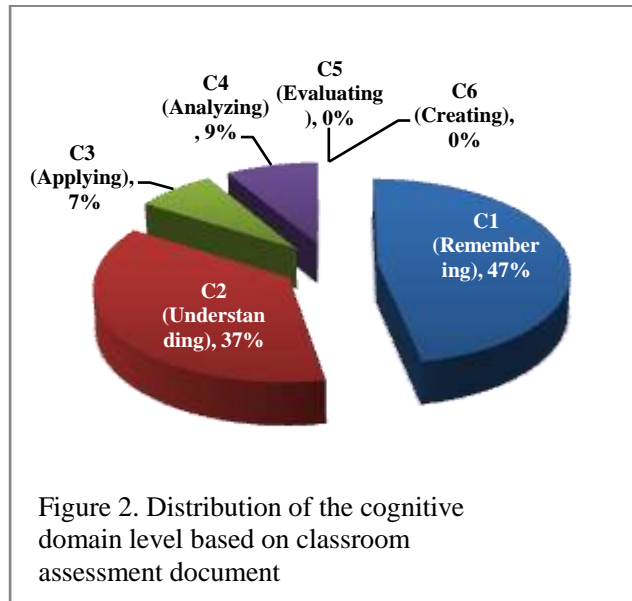 C5
(Evaluating
), 0%
C6
(Creating),
0%
C4
(Analyzing)
, 9%
C3
(Applying),
7%
C1
(Remember
ing), 47%
C2
(Understan
ding), 37%
Figure 2. Distribution of the cognitive
domain level based on classroom
assessment document